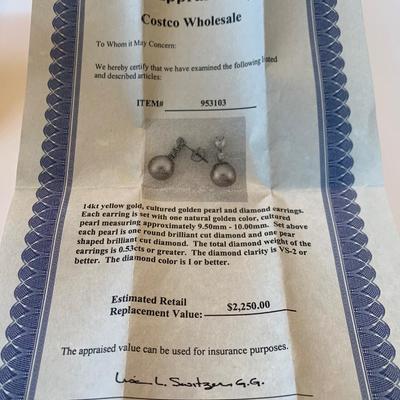 Costco Wholesale
To Whom it May Concern:
We hereby certify that we have examined the following listed
and described articles:
ITEM# 953103
14kt yellow gold, cultured golden pearl and diamond earrings.
Each earring is set with one natural golden color, cultured
pearl measuring approximately 9.50mm - 10.00mm. Set above
each pearl is one round brilliant cut diamond and one pear
shaped brilliant cut diamond. The total diamond weight of the
earrings is 0.53cts or greater. The diamond clarity is VS-2 or
better. The diamond color is I or better.
Estimated Retail
Replacement Value: $2,250.00
The appraised value can be used for insurance purposes.
G.G.